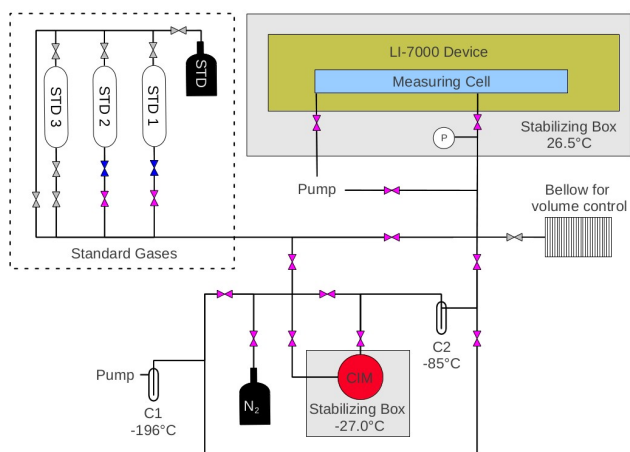 LI-7000 Device
Measuring Cell
STD
STD 3
STD 2
STD 1
P
Stabilizing Box
26.5°C
Pump
Bellow for
volume control
Standard Gases
C2
-85°C
Pump
C1
-196°C
N₂
CIM
Stabilizing Box
-27.0°C